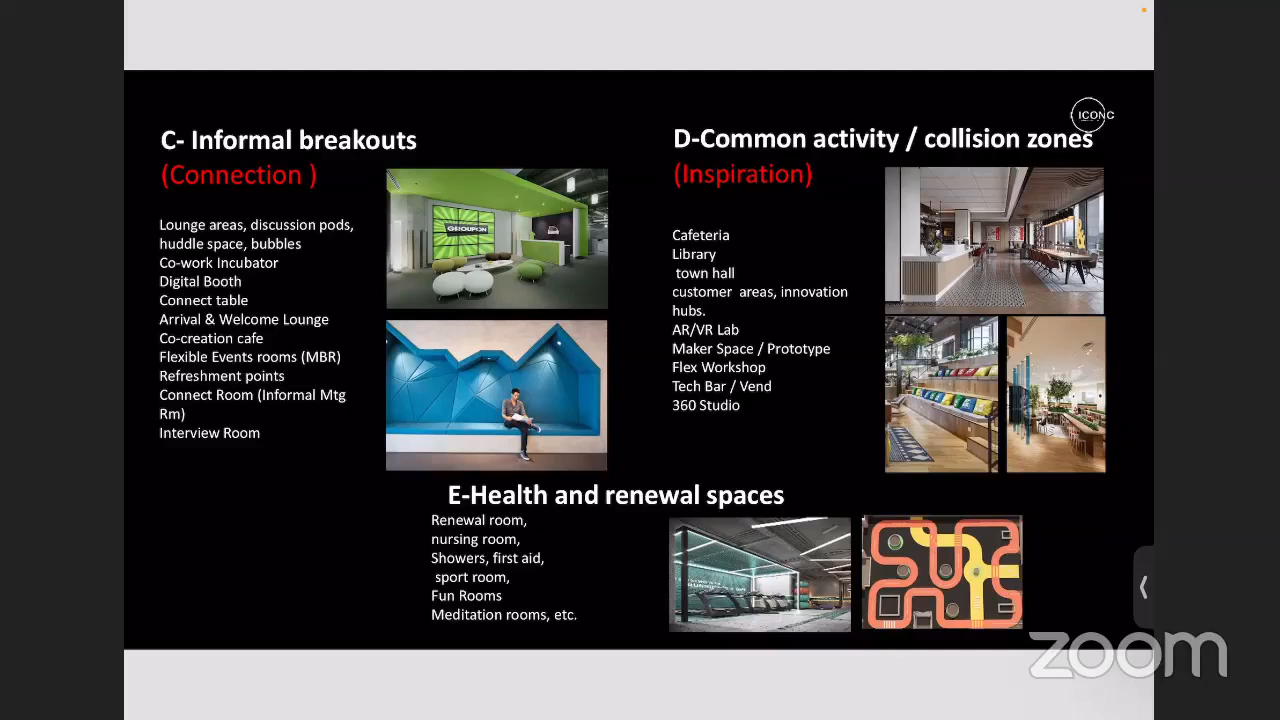 ICONC
C- Informal breakouts
(Connection )
Lounge areas, discussion pods,
huddle space, bubbles
Co-work Incubator
Digital Booth
Connect table
Arrival & Welcome Lounge
Co-creation cafe
Flexible Events rooms (MBR)
Refreshment points
Connect Room (Informal Mtg
Rm)
Interview Room
GROUPON
D-Common activity / collision zones
(Inspiration)
Cafeteria
Library
town hall
customer areas, innovation
hubs.
AR/VR Lab
Maker Space / Prototype
Flex Workshop
Tech Bar / Vend
360 Studio
E-Health and renewal spaces
Renewal room,
nursing room,
Showers, first aid,
sport room,
Fun Rooms
Meditation rooms, etc.
zoom